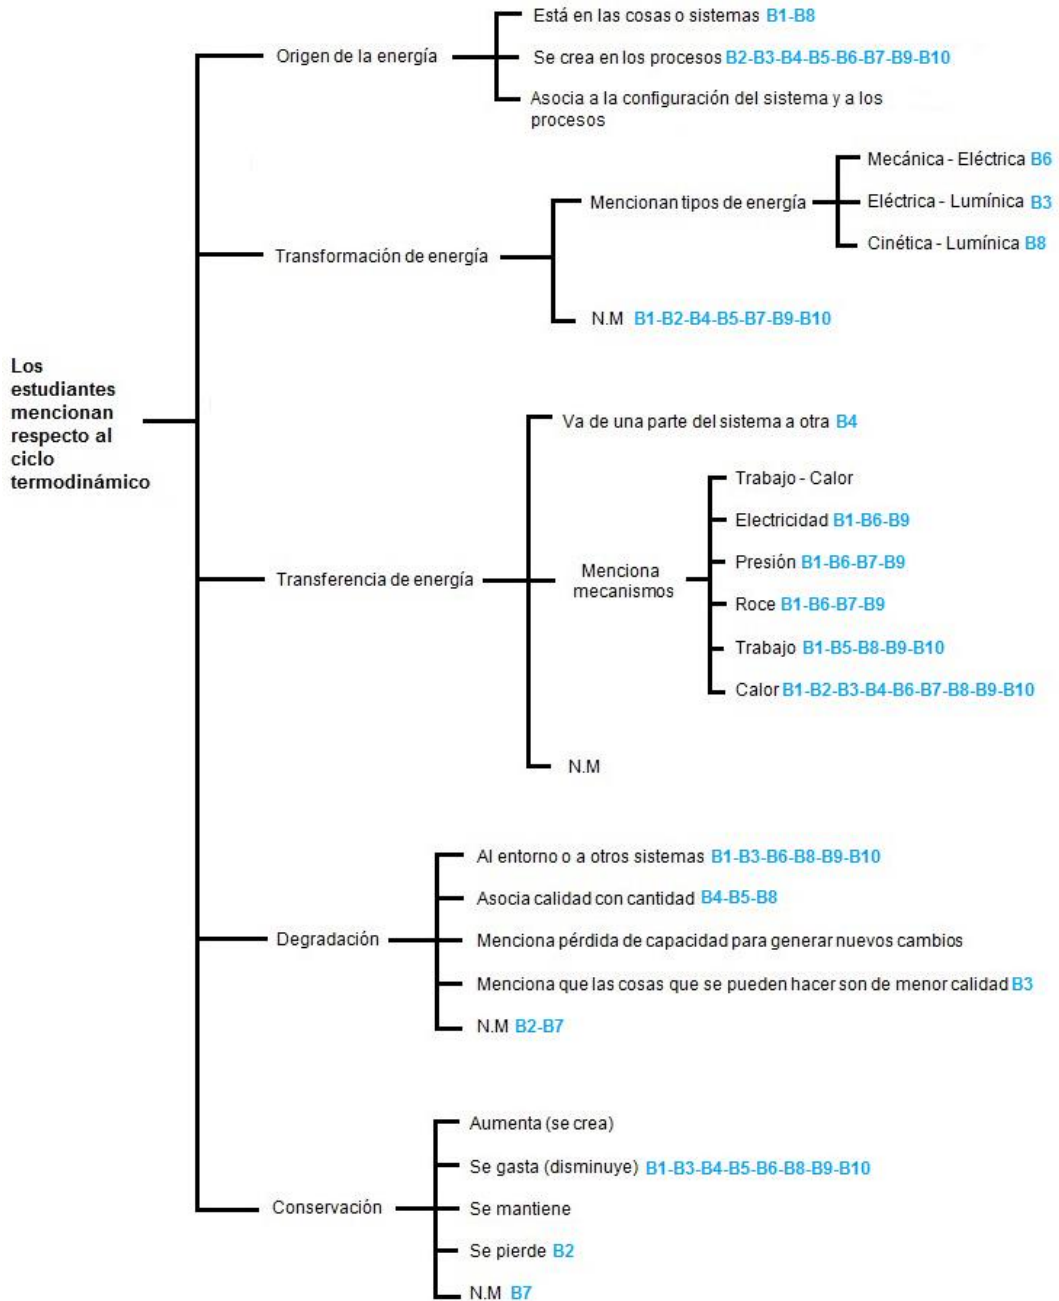 Está en las cosas o sistemas B1-B8
Origen de la energía
Se crea en los procesos B2-B3-B4-B5-B6-B7-B9-B10
Asocia a la configuración del sistema y a los
procesos
Mecánica - Eléctrica B6
Mencionan tipos de energía
Eléctrica - Lumínica B3
Cinética - Lumínica B8
Transformación de energía
N.M B1-B2-B4-B5-B7-B9-B10
Los
estudiantes
mencionan
respecto al
ciclo
termodinámico
Va de una parte del sistema a otra B4
Trabajo - Calor
Electricidad B1-B6-B9
Presión B1-B6-B7-B9
Transferencia de energía
Menciona
mecanismos
Roce B1-B6-B7-B9
Trabajo B1-B5-B8-B9-B10
Calor B1-B2-B3-B4-B6-B7-B8-B9-B10
N.M
Al entorno o a otros sistemas B1-B3-B6-B8-B9-B10
Asocia calidad con cantidad B4-B5-B8
Degradación
Menciona pérdida de capacidad para generar nuevos cambios
Menciona que las cosas que se pueden hacer son de menor calidad B3
N.M B2-B7
Aumenta (se crea)
Se gasta (disminuye) B1-B3-B4-B5-B6-B8-B9-B10
Conservación
Se mantiene
Se pierde B2
N.M B7